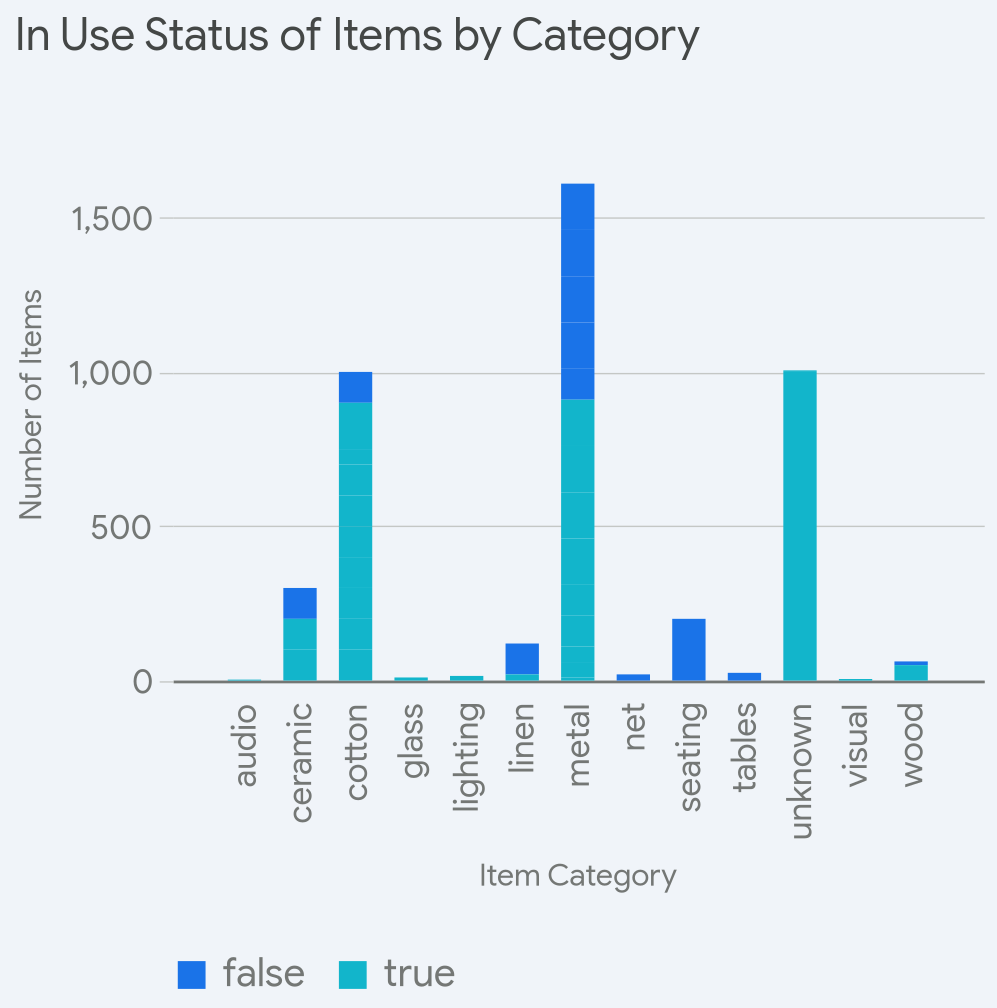 In Use Status of Items by Category
Number of Items
1,500
1,000
500
0
audio
ceramic
cotton
glass
lighting
linen
metal
net
seating
tables
unknown
visual
wood
Item Category
false
true